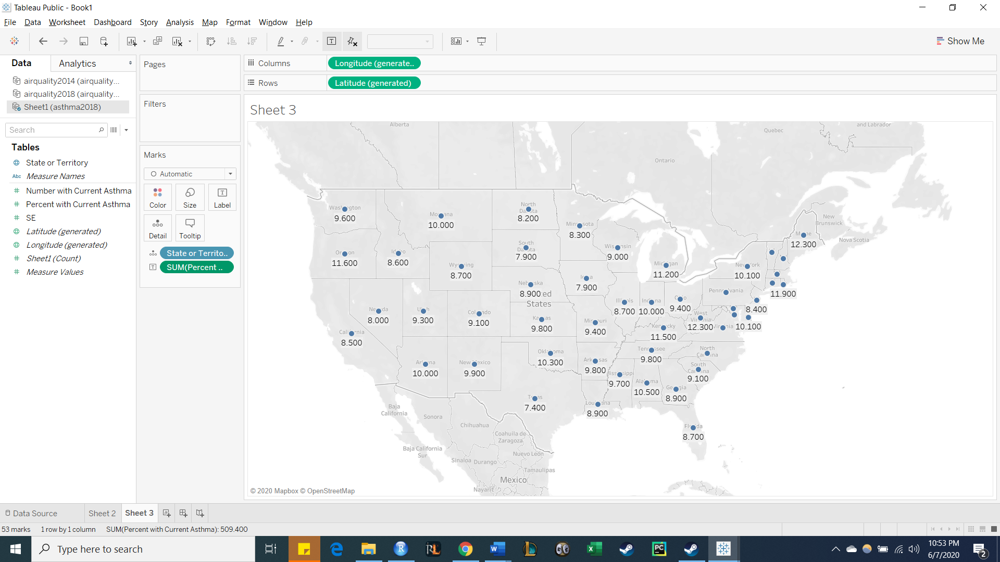 Tableau Public - Book1
File Data Worksheet Dashboard Story Analysis Map Format Window Help
Show Me
Data Analytics
airquality2014 (airquality...
airquality2018 (airquality...
Sheet1 (asthma2018)
Search
Tables
State or Territory
Abc Measure Names
Number with Current Asthma
Percent with Current Asthma
SE
Latitude (generated)
Longitude (generated)
Sheet1 (Count)
Measure Values
Pages
Filters
Marks
Automatic
Color Size Label
Detail Tooltip
State or Territo..
SUM(Percent ..
Columns Longitude (generate..
Rows Latitude (generated)
Sheet 3
Alberta
Quebec
and Labrador
Ontario
New
Brunswick
Nova Scotia
Washington
9.600
Montana
10.000
North
Dakota
8.200
Minnesota
8.300
Maine
12.300
Oregon
11.600
Idaho
8.600
Wyoming
8.700
South
Dakota
7.900
Wisconsin
9.000
Michigan
11.200
New York
10.100
Nebraska
8.900
Iowa
7.900
Pennsylvania
11.900
United
States
Nevada
8.000
Utah
9.300
Colorado
9.100
Kansas
9.800
Missouri
9.400
Illinois
8.700
Indiana
10.000
Ohio
9.400
West
Virginia
12.300
Virginia
8.400
10.100
California
8.500
Kentucky
11.500
Arizona
10.000
New Mexico
9.900
Oklahoma
10.300
Arkansas
9.800
Tennessee
9.800
North
Carolina
South
Carolina
9.100
Mississippi
9.700
Alabama
10.500
Georgia
8.900
Texas
7.400
Louisiana
8.900
Florida
8.700
Baja
California
Sonora
Chihuahua
Coahuila de
Zaragoza
Baja California
Sur
Sinaloa
Durango
Nuevo León
Tamaulipas
Mexico
Nayarit
© 2020 Mapbox © OpenStreetMap
Data Source Sheet 2 Sheet 3
53 marks 1 row by 1 column SUM(Percent with Current Asthma): 509.400
Type here to search
10:53 PM
6/7/2020
2